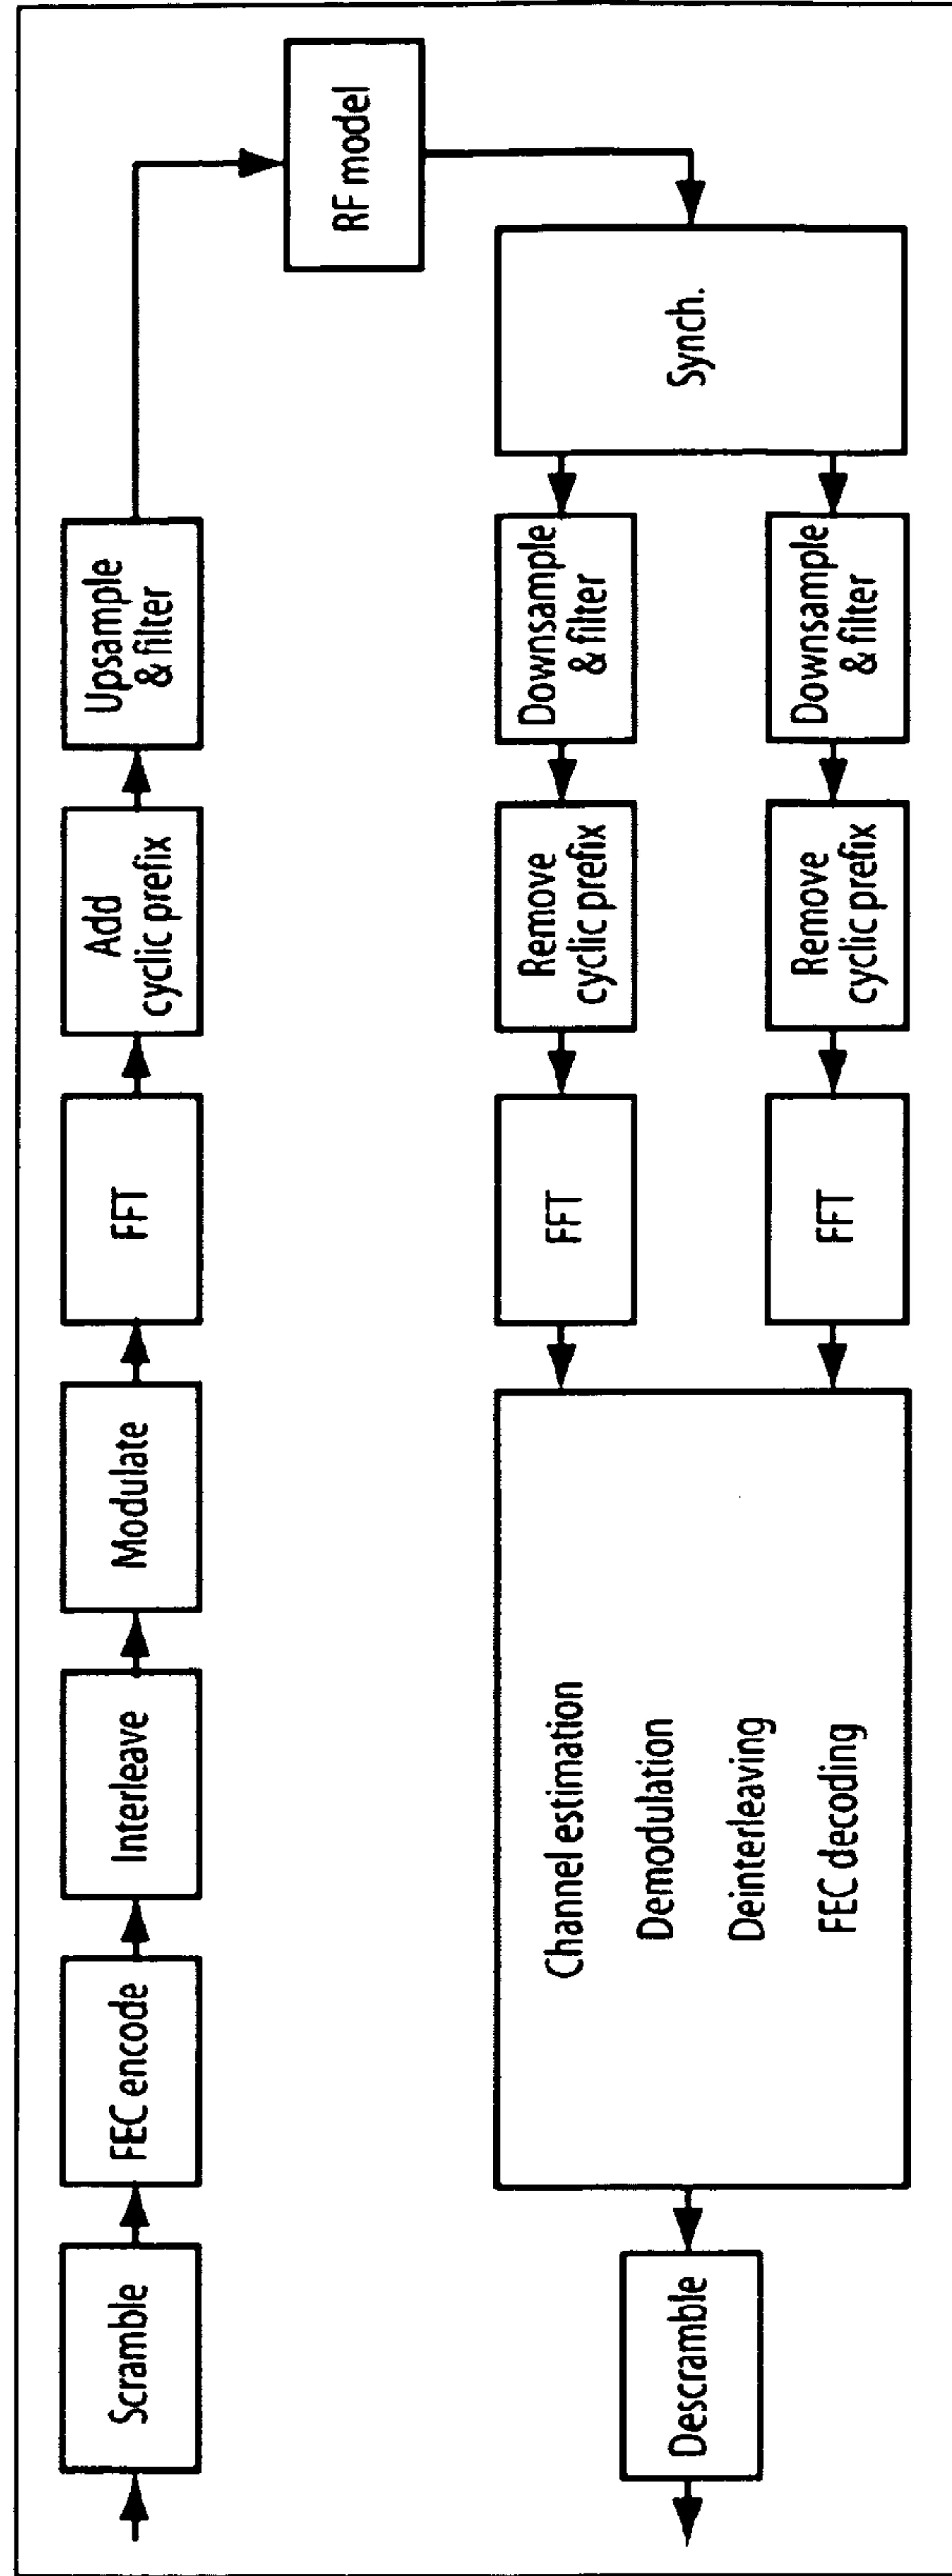 Scramble
FEC encode
Interleave
Modulate
FFT
Add
cyclic prefix
Upsample
& filter
RF model
Synch.
Downsample
& filter
Remove
cyclic prefix
FFT
Downsample
& filter
Remove
cyclic prefix
FFT
Channel estimation
Demodulation
Deinterleaving
FEC decoding
Descramble